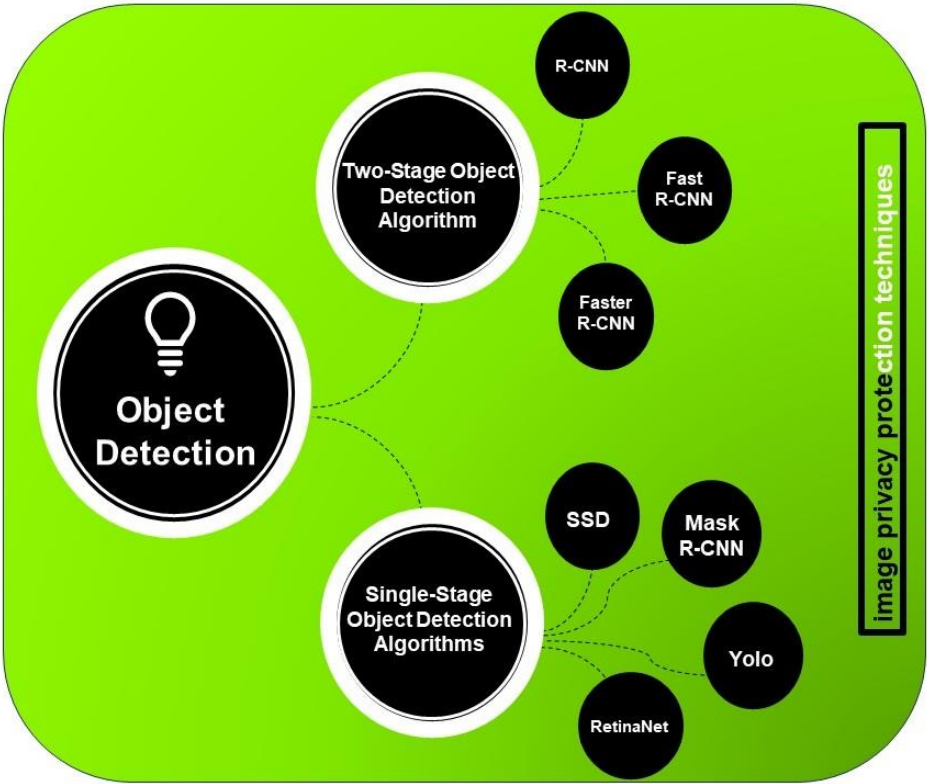 Object
Detection
Two-Stage Object
Detection
Algorithm
R-CNN
Fast
R-CNN
Faster
R-CNN
Single-Stage
Object Detection
Algorithms
SSD
Mask
R-CNN
Yolo
RetinaNet
image privacy protection techniques